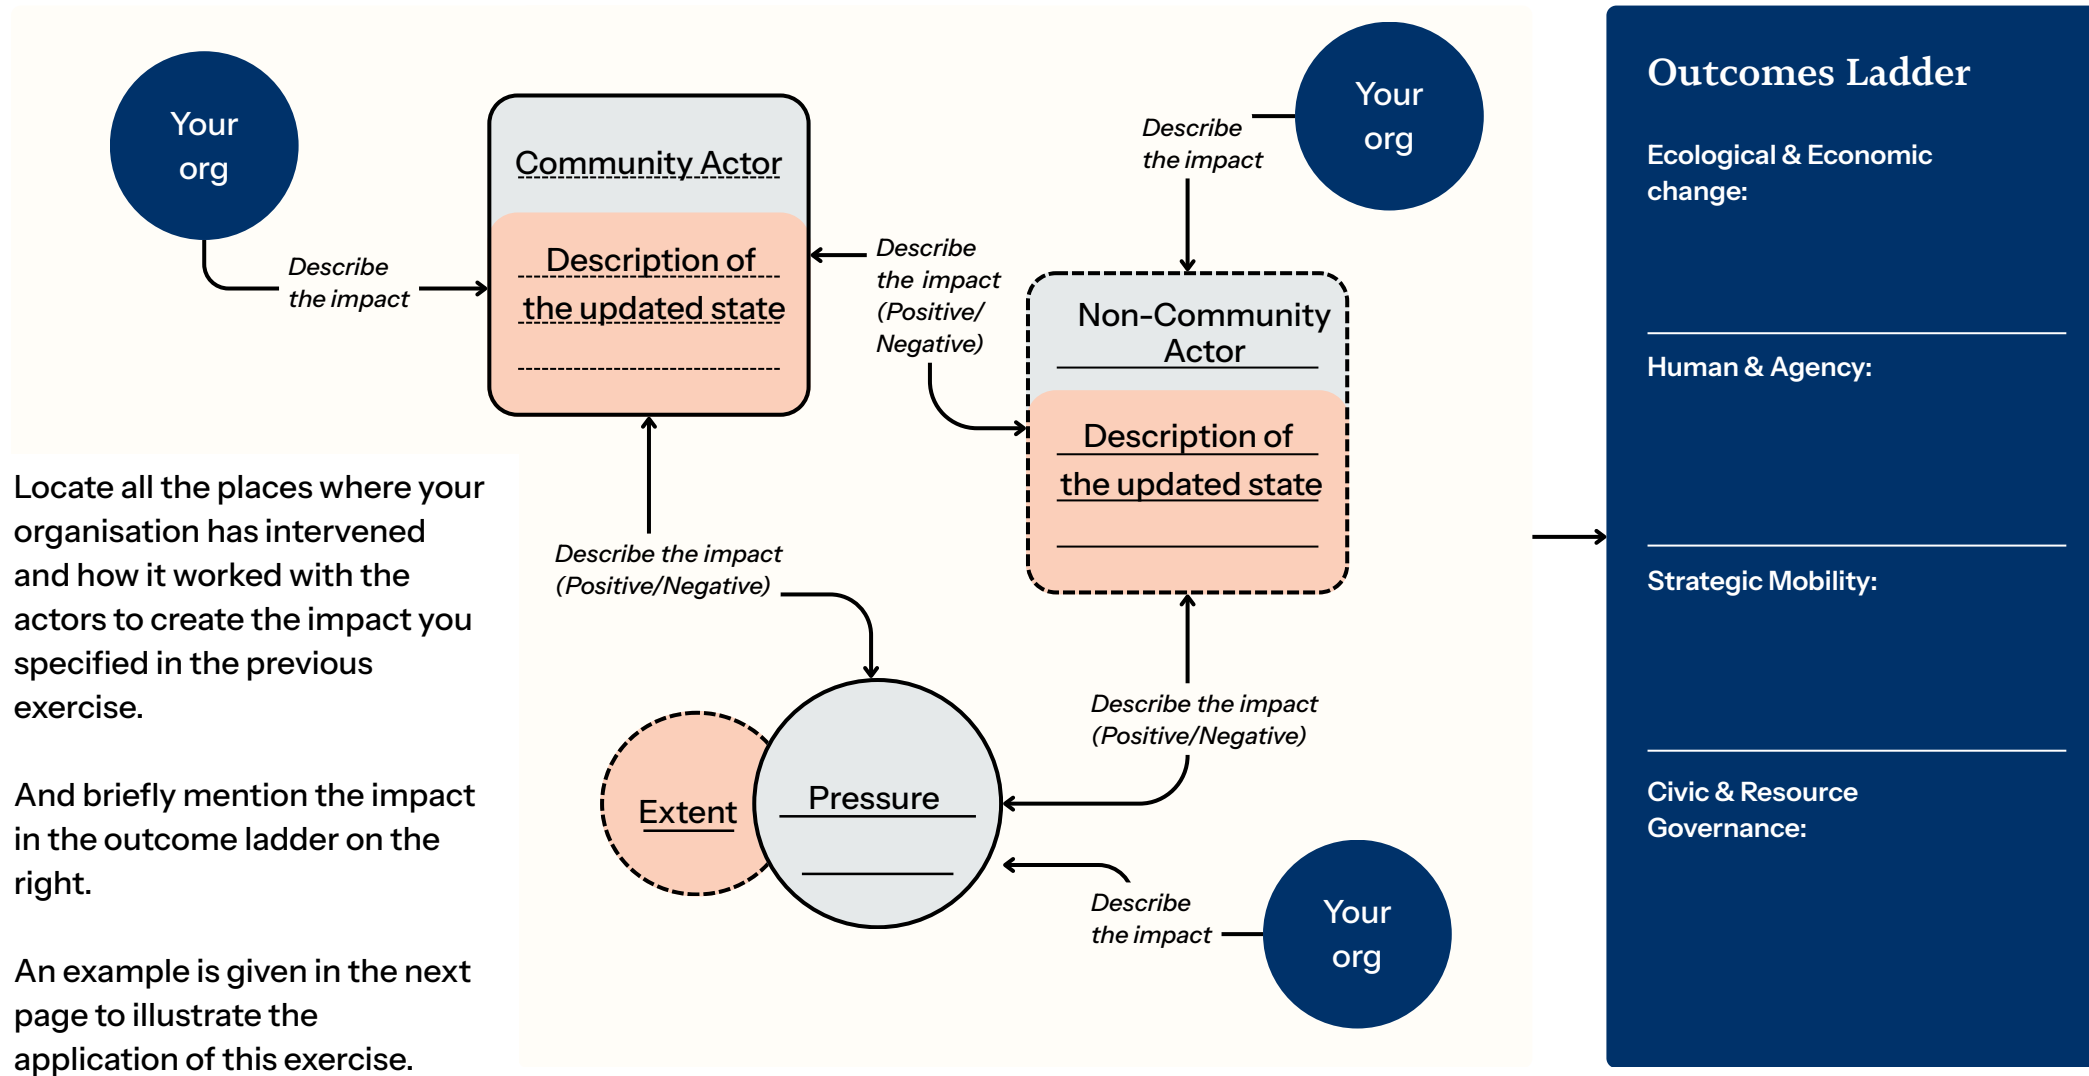 Your
org
Describe
the impact
Community Actor
Description of
the updated state
Describe
the impact
(Positive/
Negative)
Describe
the impact
Your
org
Non-Community
Actor
Description of
the updated state
Describe the impact
(Positive/Negative)
Describe the impact
(Positive/Negative)
Extent
Pressure
Describe
the impact
Your
org
Locate all the places where your
organisation has intervened
and how it worked with the
actors to create the impact you
specified in the previous
exercise.
And briefly mention the impact
in the outcome ladder on the
right.
An example is given in the next
page to illustrate the
application of this exercise.
Outcomes Ladder
Ecological & Economic
change:
Human & Agency:
Strategic Mobility:
Civic & Resource
Governance: